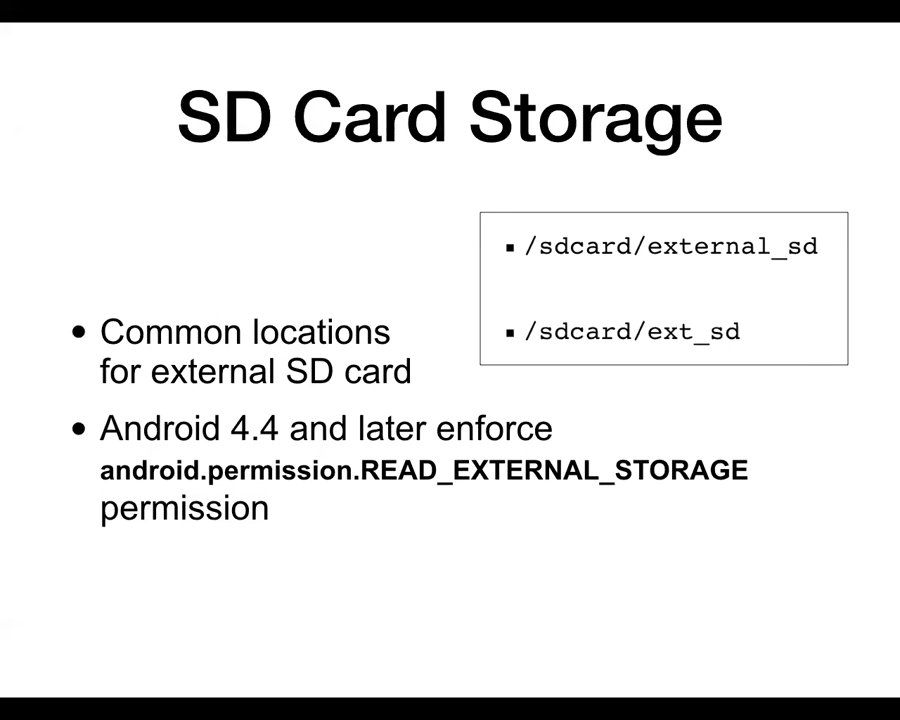 SD Card Storage
▪ /sdcard/external_sd
▪ /sdcard/ext_sd
• Common locations
for external SD card
• Android 4.4 and later enforce
android.permission.READ_EXTERNAL_STORAGE
permission